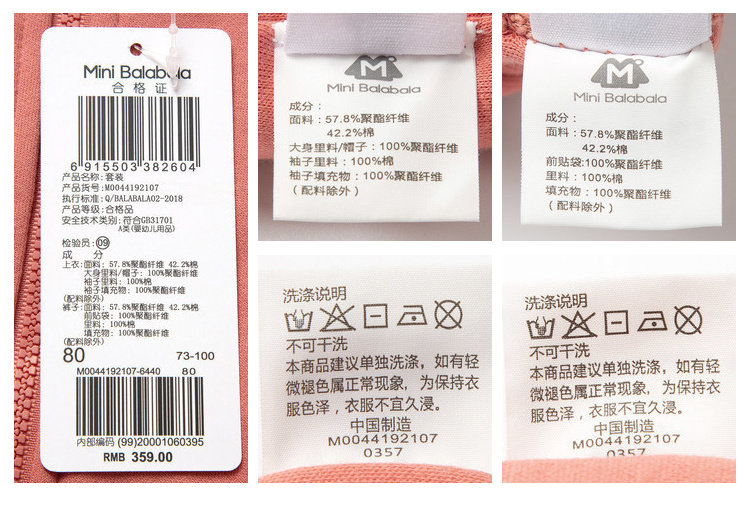 Mini Balabala
合格证
6 915503 382604
产品名称:套装
产品货号:M0044192107
执行标准:Q/BALABALA02-2018
产品等级:合格品
安全技术类别:符合GB31701
A类(婴幼儿用品)
检验员:09
成 分
上衣:面料: 57.8%聚酯纤维 42.2%棉
大身里料/帽子: 100%聚酯纤维
袖子里料: 100%棉
袖子填充物: 100%聚酯纤维
(配料除外)
裤子:面料: 57.8%聚酯纤维 42.2%棉
前贴袋: 100%聚酯纤维
里料: 100%棉
填充物: 100%聚酯纤维
(配料除外)
80 73-100
M0044192107-6440 80
内部编码 (99)20001060395
RMB 359.00
M
Mini Balabala
成分：
面料：57.8%聚酯纤维
42.2%棉
大身里料/帽子：100%聚酯纤维
袖子里料：100%棉
袖子填充物：100%聚酯纤维
（配料除外）
M
Mini Balabala
成分：
面料：57.8%聚酯纤维
42.2%棉
前贴袋:100%聚酯纤维
里料：100%棉
填充物：100%聚酯纤维
（配料除外）
洗涤说明
不可干洗
本商品建议单独洗涤，如有轻
微褪色属正常现象，为保持衣
服色泽，衣服不宜久浸。
中国制造
M0044192107
0357
洗涤说明
不可干洗
本商品建议单独洗涤，如有轻
微褪色属正常现象，为保持衣
服色泽，衣服不宜久浸。
中国制造
M0044192107
0357